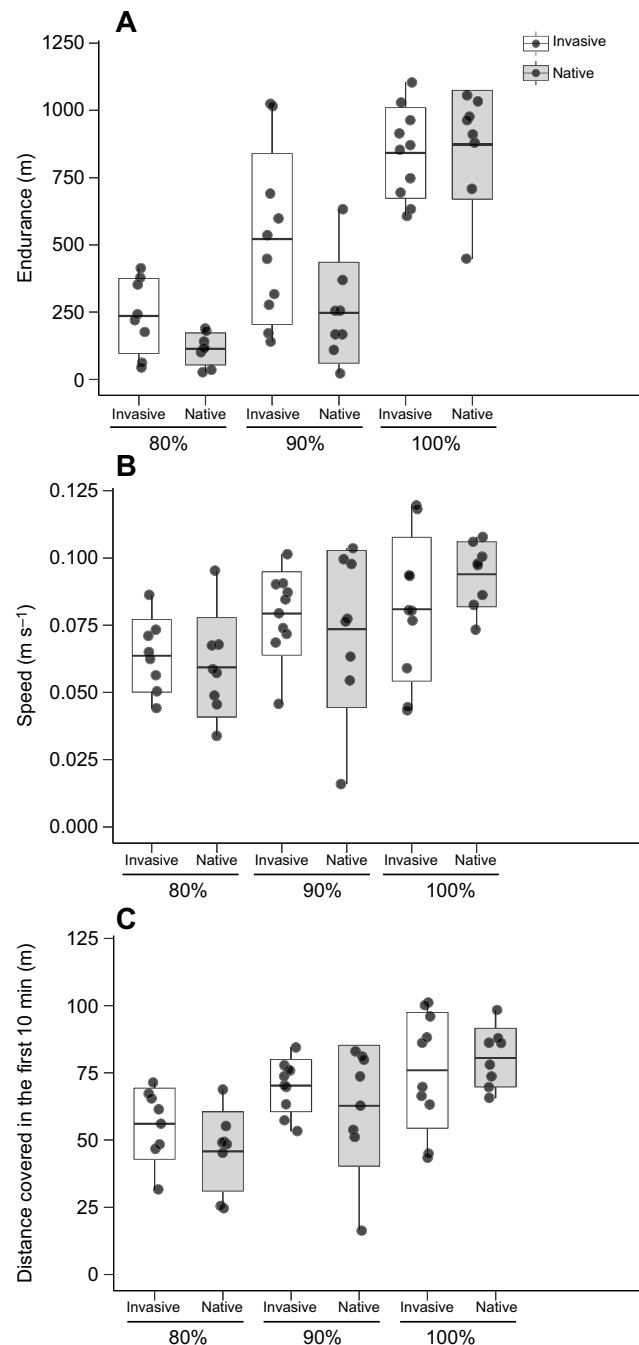 A
Invasive
Native
1250
1000
750
500
250
0
Endurance (m)
Invasive Native Invasive Native Invasive Native
80% 90% 100%
B
0.125
0.100
0.075
0.050
0.025
0.000
Speed (m s⁻¹)
Invasive Native Invasive Native Invasive Native
80% 90% 100%
C
125
100
75
50
25
0
Distance covered in the first 10 min (m)
Invasive Native Invasive Native Invasive Native
80% 90% 100%